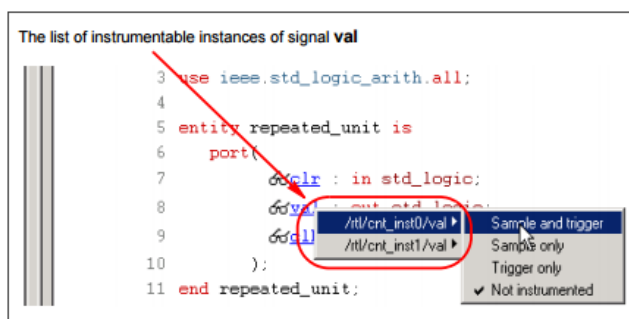 The list of instrumentable instances of signal val
3 use ieee.std_logic_arith.all;
4
5 entity repeated_unit is
6 port(
7 clr : in std_logic;
8 val : out std_logic;
/rtl/cnt_inst0/val Sample and trigger
9 /rtl/cnt_inst1/val Sample only
10 ); Trigger only
11 end repeated_unit; ✔ Not instrumented